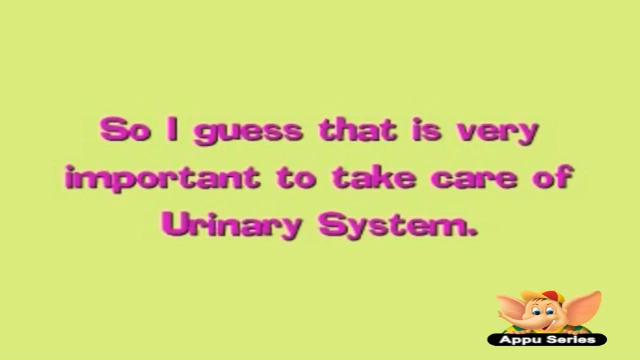 So I guess that is very
important to take care of
Urinary System.
Appu Series